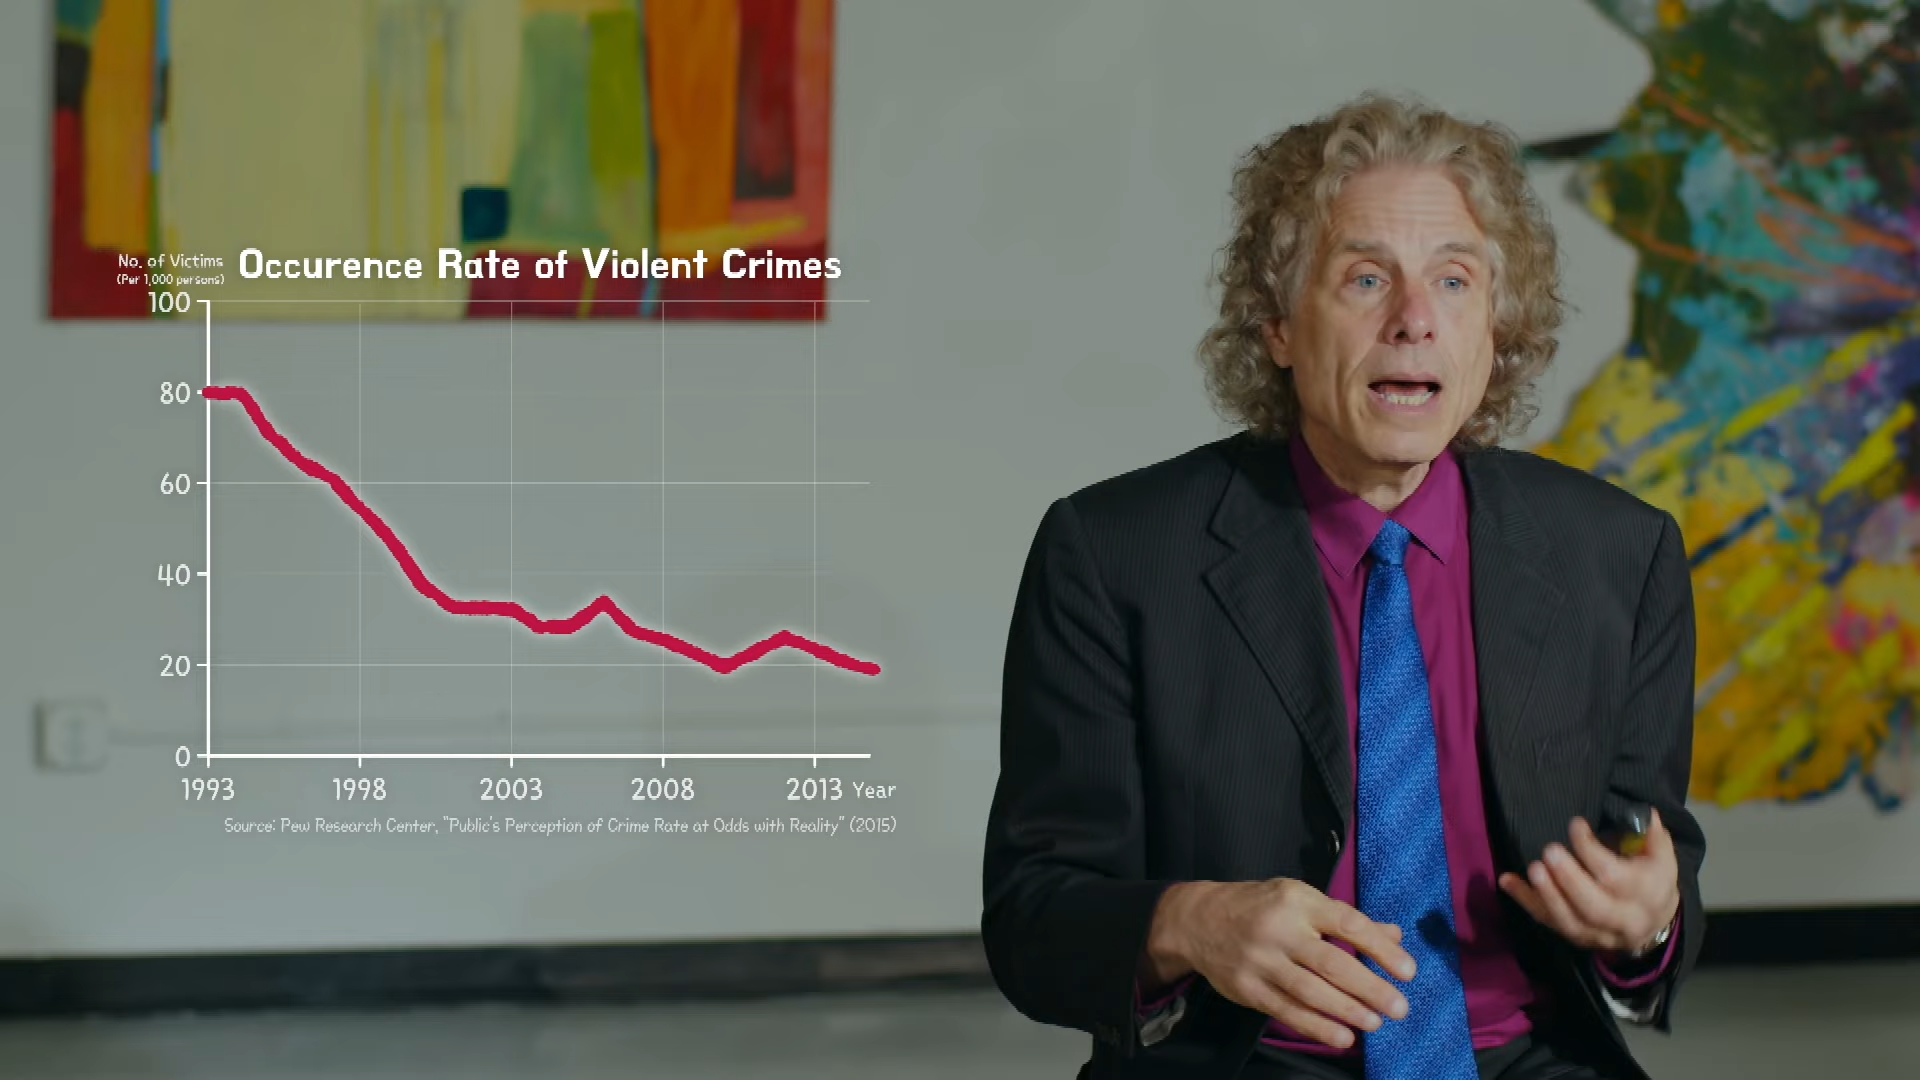 No. of Victims
(Per 1,000 persons)
Occurence Rate of Violent Crimes
100
80
60
40
20
0
1993 1998 2003 2008 2013 Year
Source: Pew Research Center, "Public's Perception of Crime Rate at Odds with Reality" (2015)